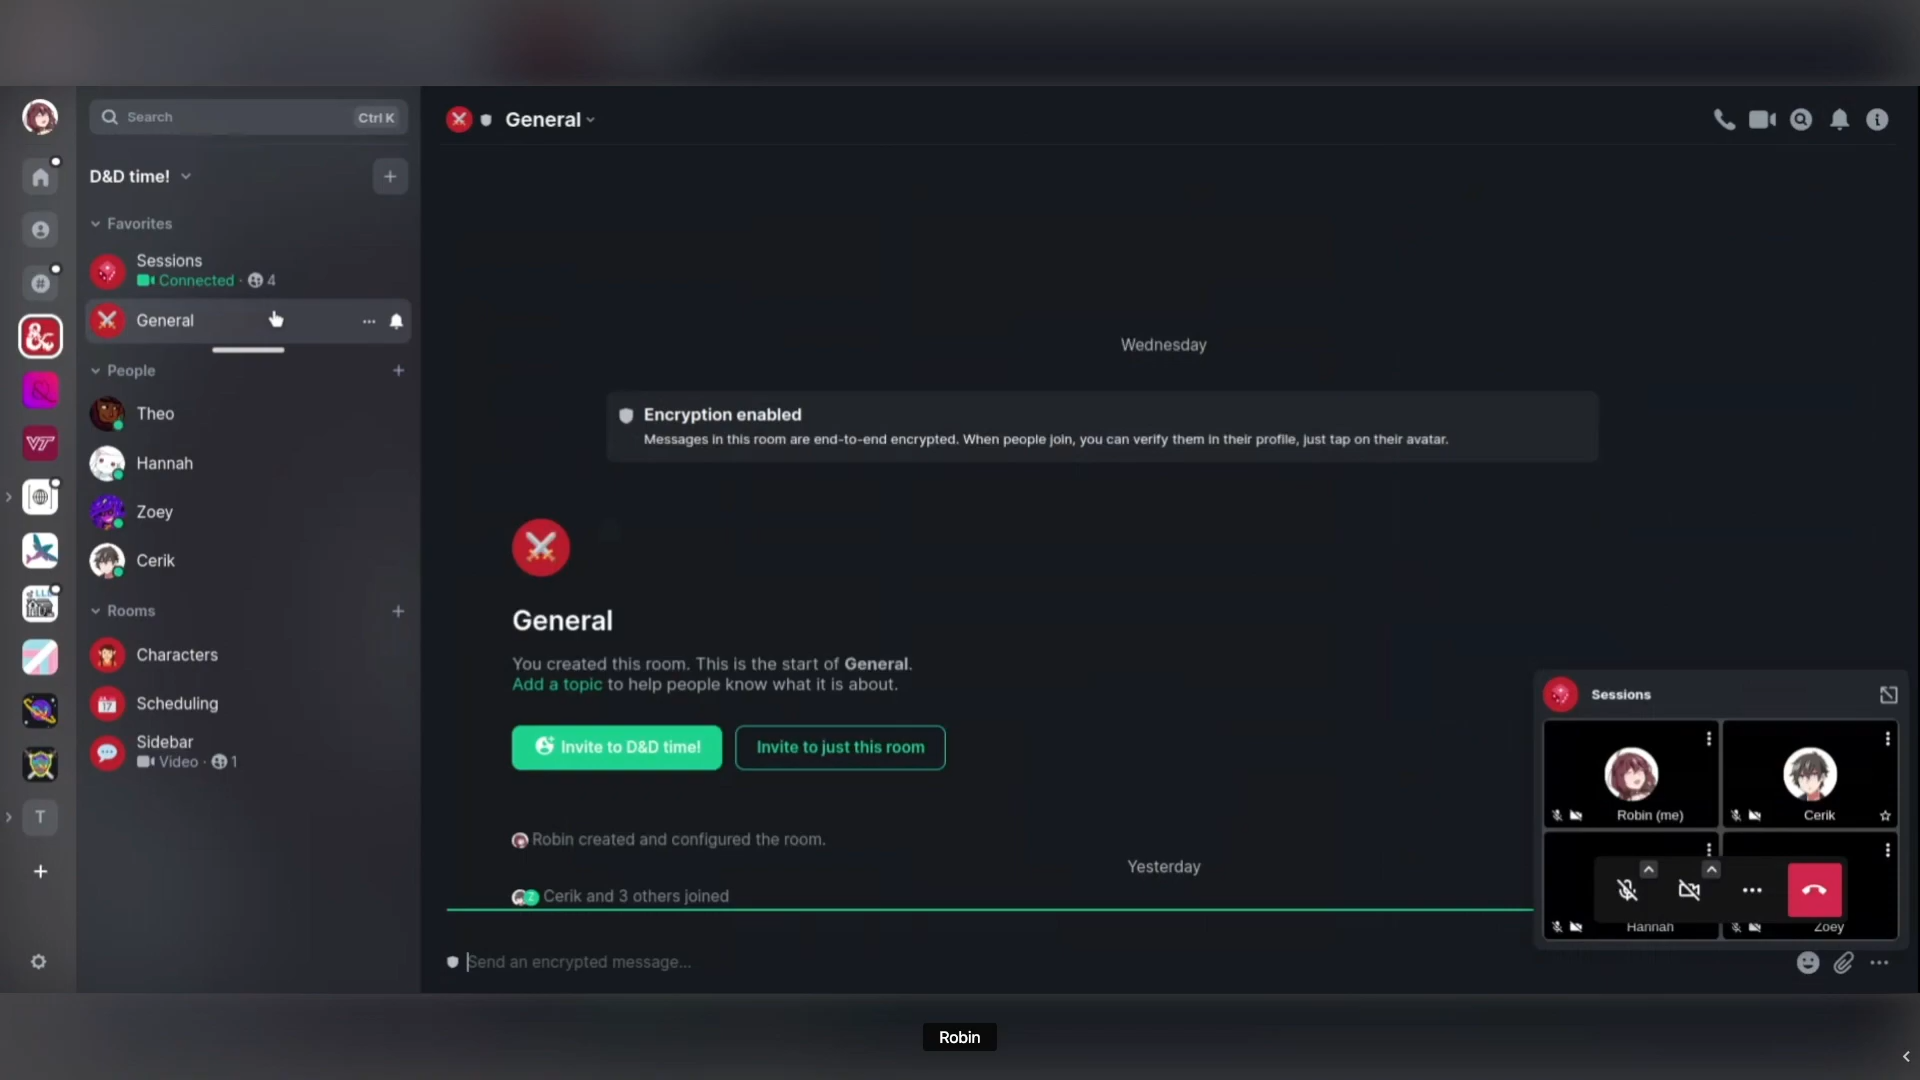 Search
Ctrl K
D&D time!
Favorites
Sessions
Connected · 4
General
People
Theo
Hannah
Zoey
Cerik
Rooms
Characters
Scheduling
Sidebar
Video · 1
VT
T
General
Wednesday
Encryption enabled
Messages in this room are end-to-end encrypted. When people join, you can verify them in their profile, just tap on their avatar.
General
You created this room. This is the start of General.
Add a topic to help people know what it is about.
Invite to D&D time!
Invite to just this room
Robin created and configured the room.
Yesterday
Cerik and 3 others joined
Send an encrypted message...
Sessions
Robin (me)
Cerik
Hannah
Zoey
Robin